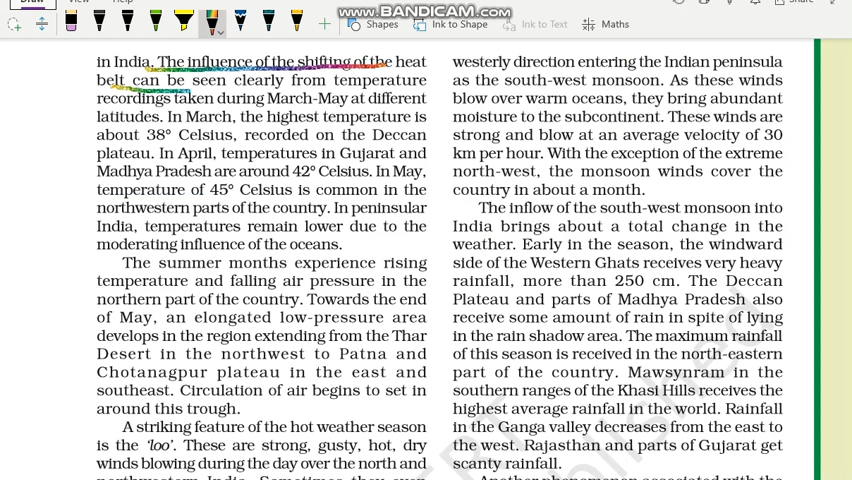 Draw
www.BANDICAM.com
Shapes
Ink to Shape
Ink to Text
Maths
in India. The influence of the shifting of the heat
belt can be seen clearly from temperature
recordings taken during March-May at different
latitudes. In March, the highest temperature is
about 38° Celsius, recorded on the Deccan
plateau. In April, temperatures in Gujarat and
Madhya Pradesh are around 42° Celsius. In May,
temperature of 45° Celsius is common in the
northwestern parts of the country. In peninsular
India, temperatures remain lower due to the
moderating influence of the oceans.
The summer months experience rising
temperature and falling air pressure in the
northern part of the country. Towards the end
of May, an elongated low-pressure area
develops in the region extending from the Thar
Desert in the northwest to Patna and
Chotanagpur plateau in the east and
southeast. Circulation of air begins to set in
around this trough.
A striking feature of the hot weather season
is the ‘loo’. These are strong, gusty, hot, dry
winds blowing during the day over the north and
northwestern India. Sometimes they even
westerly direction entering the Indian peninsula
as the south-west monsoon. As these winds
blow over warm oceans, they bring abundant
moisture to the subcontinent. These winds are
strong and blow at an average velocity of 30
km per hour. With the exception of the extreme
north-west, the monsoon winds cover the
country in about a month.
The inflow of the south-west monsoon into
India brings about a total change in the
weather. Early in the season, the windward
side of the Western Ghats receives very heavy
rainfall, more than 250 cm. The Deccan
Plateau and parts of Madhya Pradesh also
receive some amount of rain in spite of lying
in the rain shadow area. The maximum rainfall
of this season is received in the north-eastern
part of the country. Mawsynram in the
southern ranges of the Khasi Hills receives the
highest average rainfall in the world. Rainfall
in the Ganga valley decreases from the east to
the west. Rajasthan and parts of Gujarat get
scanty rainfall.
Another phenomenon associated with the